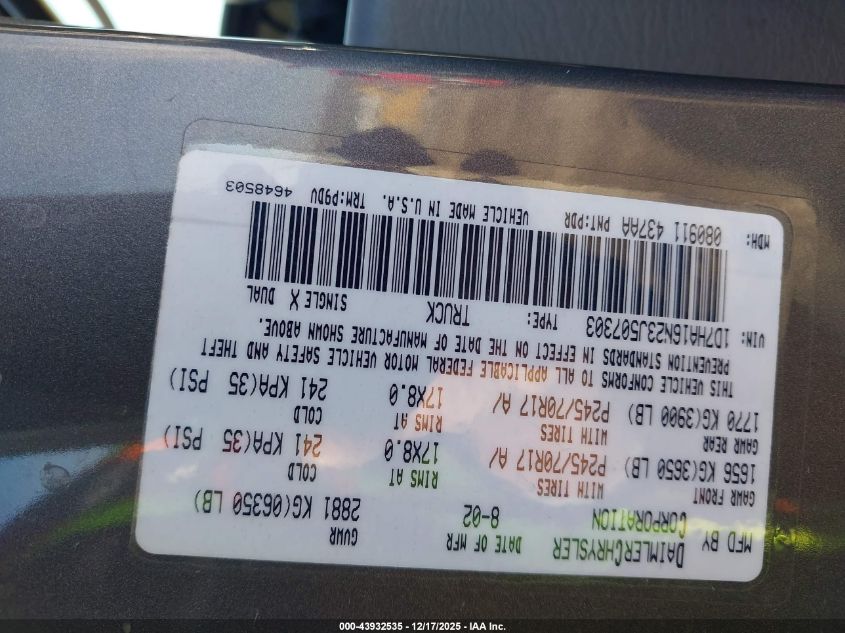 MFD BY DAIMLERCHRYSLER CORPORATION DATE OF MFR 8-02 GVWR 2881 KG(06350 LB)
GAWR FRONT WITH TIRES RIMS AT COLD
1656 KG(3650 LB) P245/70R17 A/ 17X8.0 241 KPA(35 PSI)
GAWR REAR WITH TIRES RIMS AT COLD
1770 KG(3900 LB) P245/70R17 A/ 17X8.0 241 KPA(35 PSI)
THIS VEHICLE CONFORMS TO ALL APPLICABLE FEDERAL MOTOR VEHICLE SAFETY AND THEFT
PREVENTION STANDARDS IN EFFECT ON THE DATE OF MANUFACTURE SHOWN ABOVE.
VIN: 1D7HA16N23J507303 TYPE: TRUCK SINGLE X DUAL
MDH: 080911 437AA PNT:PDR VEHICLE MADE IN U.S.A. TRM:P9DV 4648503
000-43932535 - 12/17/2025 - IAA Inc.